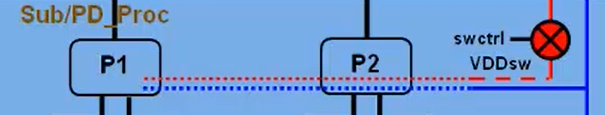 Sub/PD_Proc
P1
P2
swctrl
VDDsw